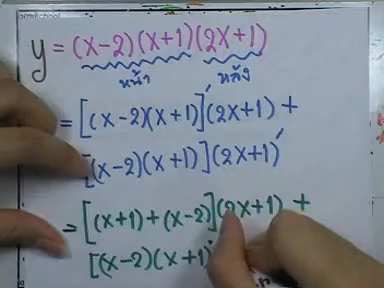 y = (x-2)(x+1)(2x+1)
หน้า หลัง
= [(x-2)(x+1)]'(2x+1) +
[(x-2)(x+1)](2x+1)'
= [(x+1)+(x-2)](2x+1) +
[(x-2)(x+1)